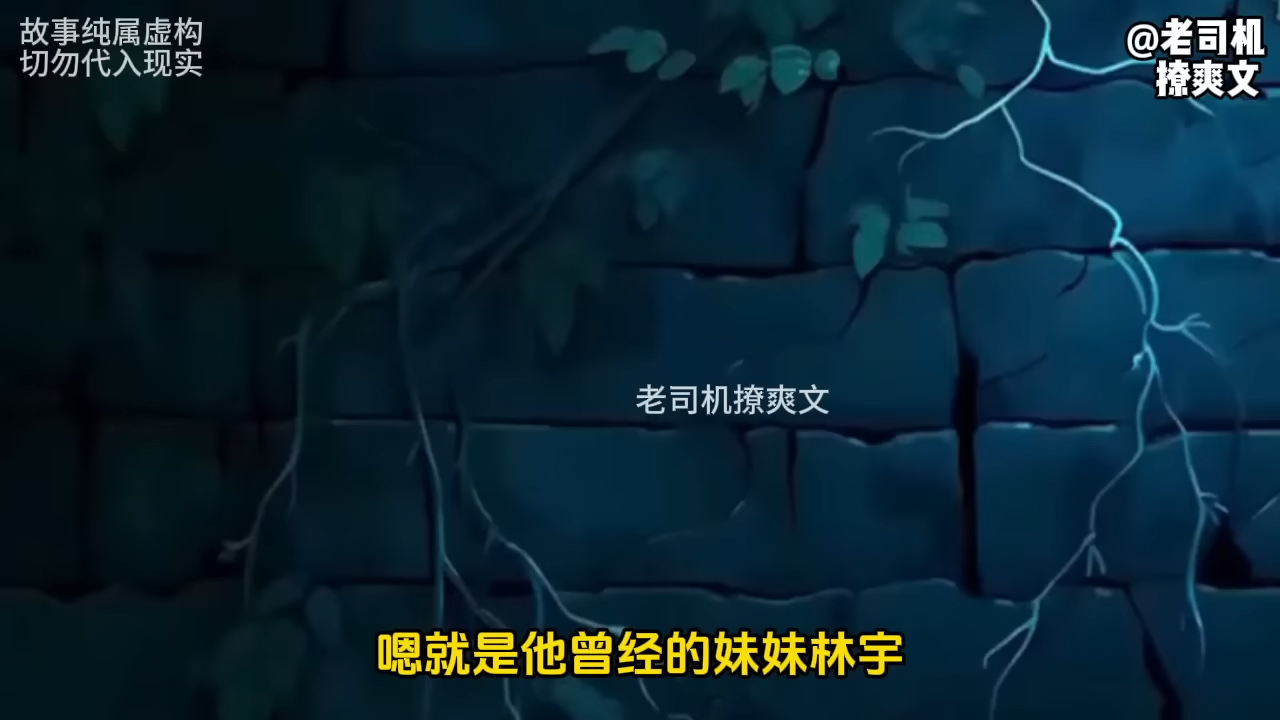 故事纯属虚构
切勿代入现实
@老司机
撩爽文
老司机撩爽文
嗯就是他曾经的妹妹林宇